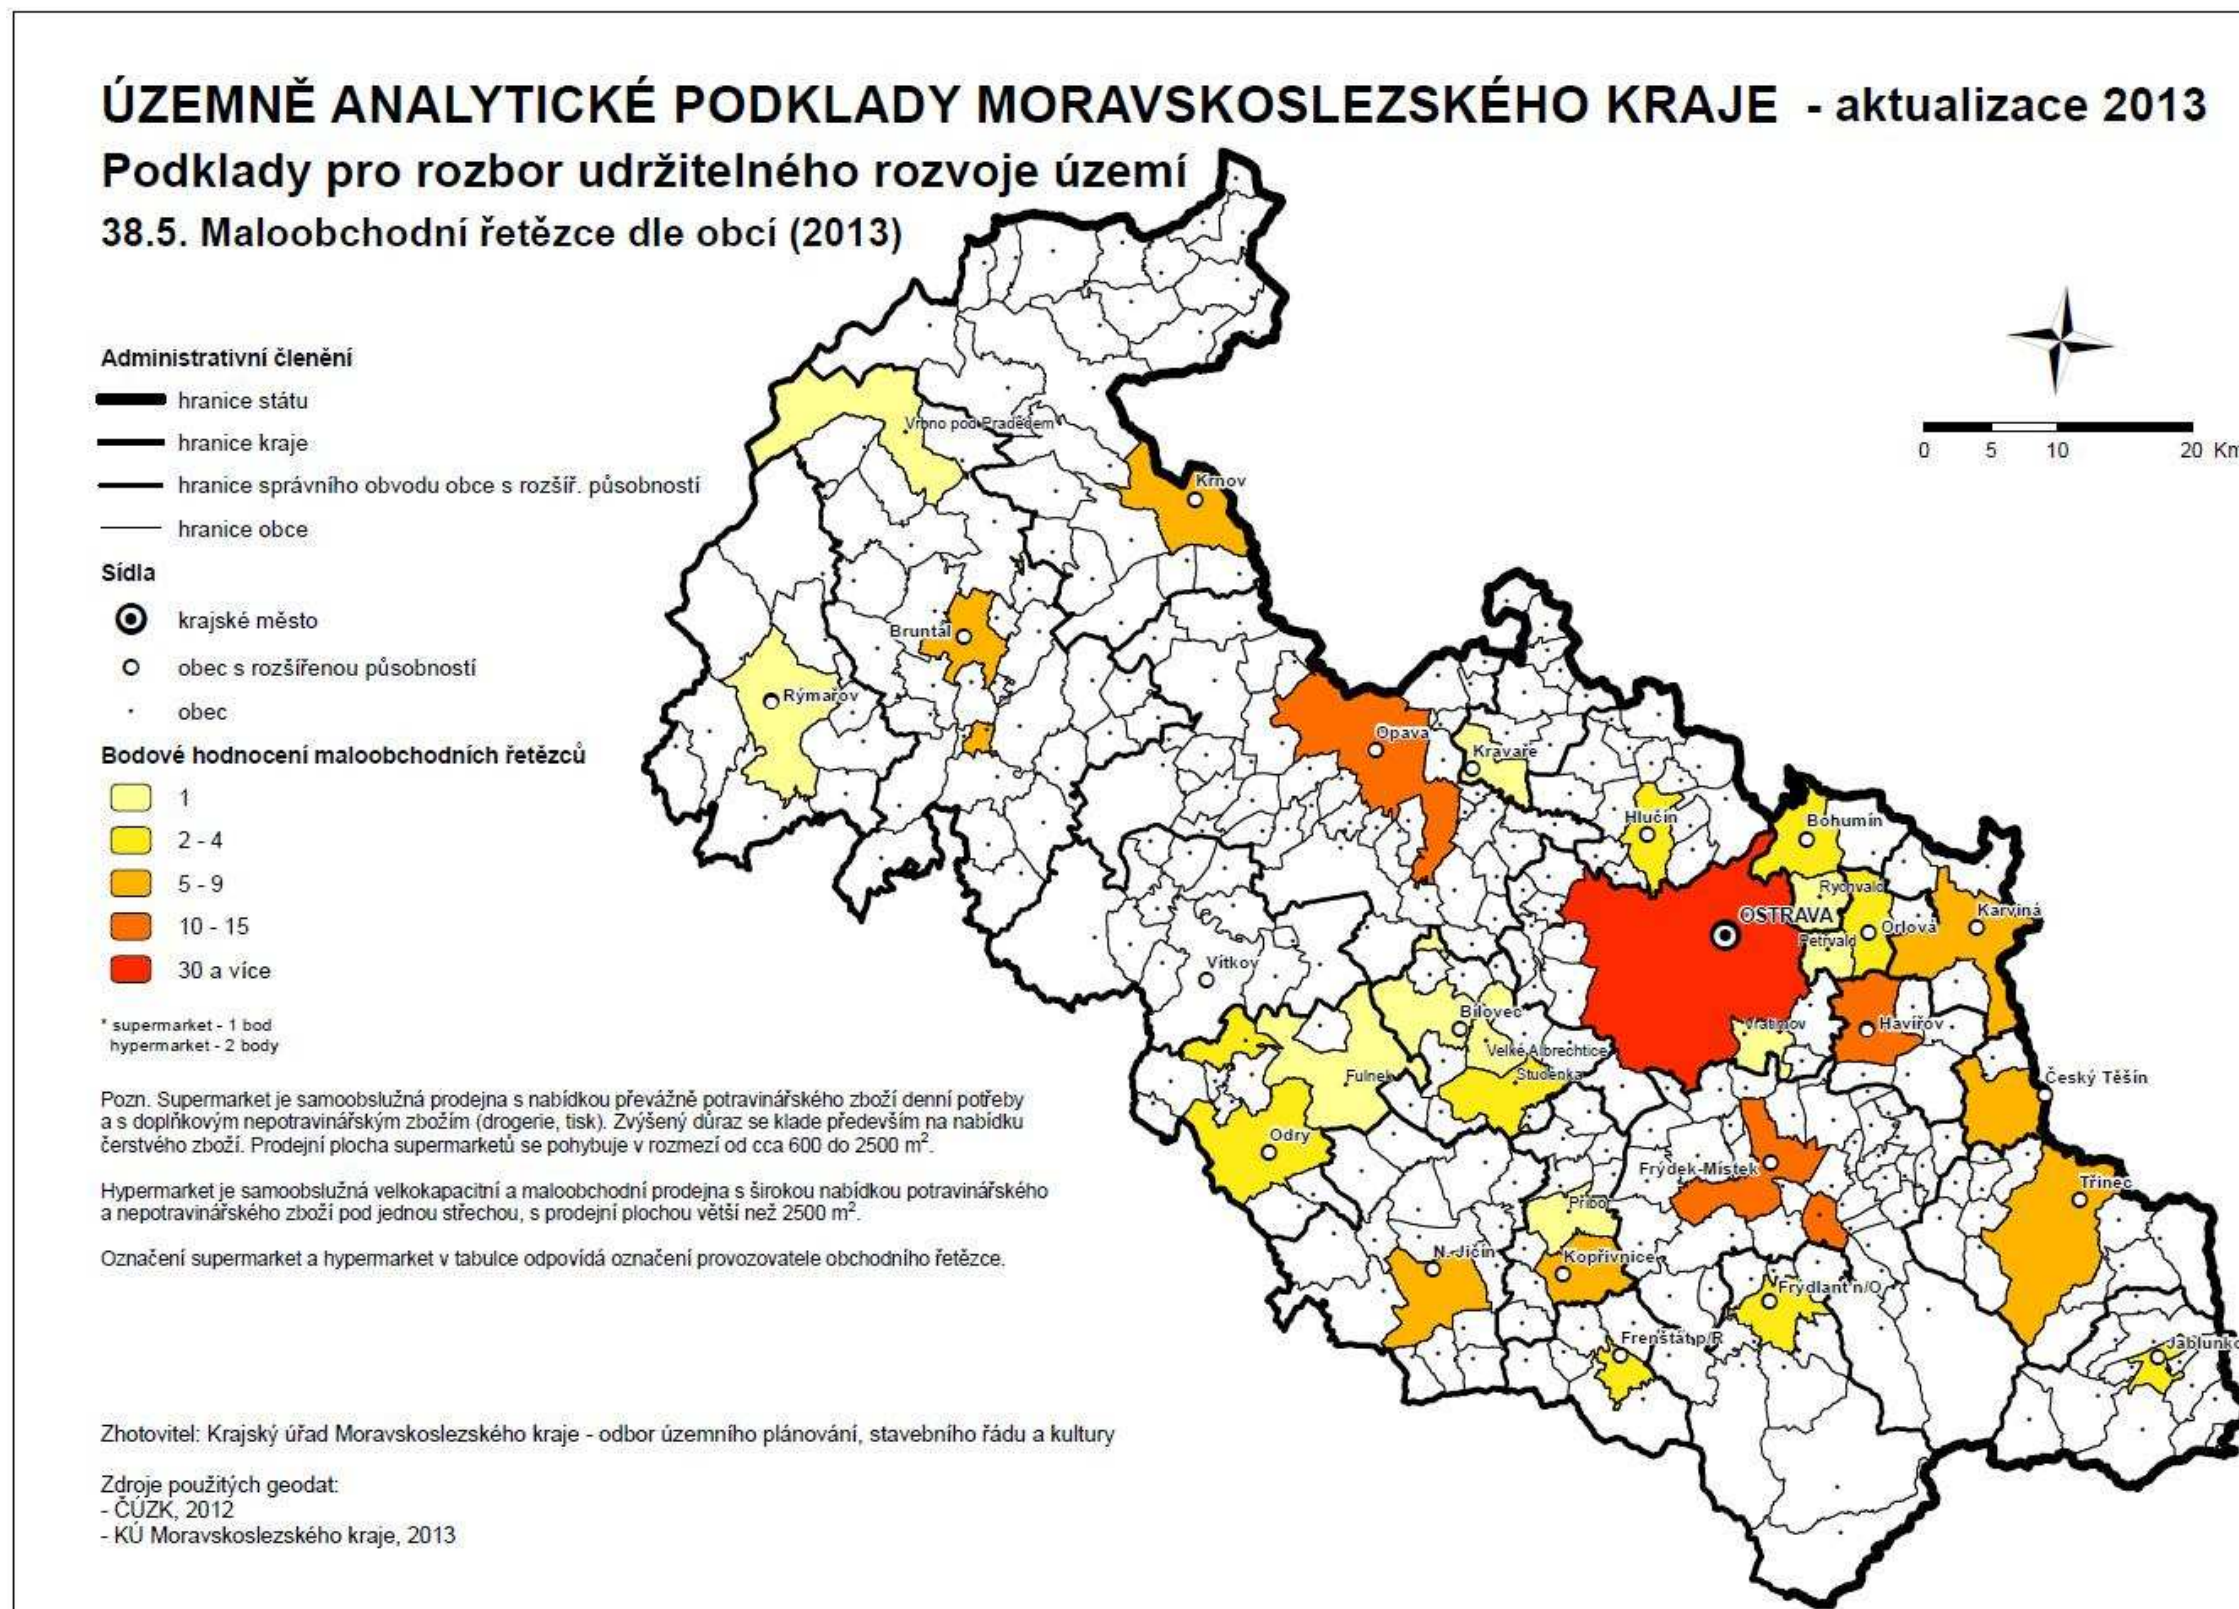 ÚZEMNĚ ANALYTICKÉ PODKLADY MORAVSKOSLEZSKÉHO KRAJE - aktualizace 2013
Podklady pro rozbor udržitelného rozvoje území
38.5. Maloobchodní řetězce dle obcí (2013)
Administrativní členění
hranice státu
hranice kraje
hranice správního obvodu obce s rozšíř. působností
hranice obce
Sídla
krajské město
obec s rozšířenou působností
obec
Bodové hodnocení maloobchodních řetězců
1
2 - 4
5 - 9
10 - 15
30 a více
* supermarket - 1 bod
hypermarket - 2 body
Pozn. Supermarket je samoobslužná prodejna s nabídkou převážně potravinářského zboží denní potřeby
a s doplňkovým nepotravinářským zbožím (drogerie, tisk). Zvýšený důraz se klade především na nabídku
čerstvého zboží. Prodejní plocha supermarketů se pohybuje v rozmezí od cca 600 do 2500 m².
Hypermarket je samoobslužná velkokapacitní a maloobchodní prodejna s širokou nabídkou potravinářského
a nepotravinářského zboží pod jednou střechou, s prodejní plochou větší než 2500 m².
Označení supermarket a hypermarket v tabulce odpovídá označení provozovatele obchodního řetězce.
Zhotovitel: Krajský úřad Moravskoslezského kraje - odbor územního plánování, stavebního řádu a kultury
Zdroje použitých geodat:
- ČÚZK, 2012
- KÚ Moravskoslezského kraje, 2013
0 5 10 20 Km
Vrbno pod Pradědem
Krnov
Bruntál
Rýmařov
Opava
Kravaře
Hlučín
Bohumín
Rychvald
OSTRAVA
Karviná
Orlová
Petřvald
Vítkov
Bílovec
Vratimov
Havířov
Velké Albrechtice
Studénka
Fulnek
Český Těšín
Odry
Frýdek-Místek
Třinec
Příbor
N. Jičín
Kopřivnice
Frýdlant n/O
Frenštát p/R
Jablunko